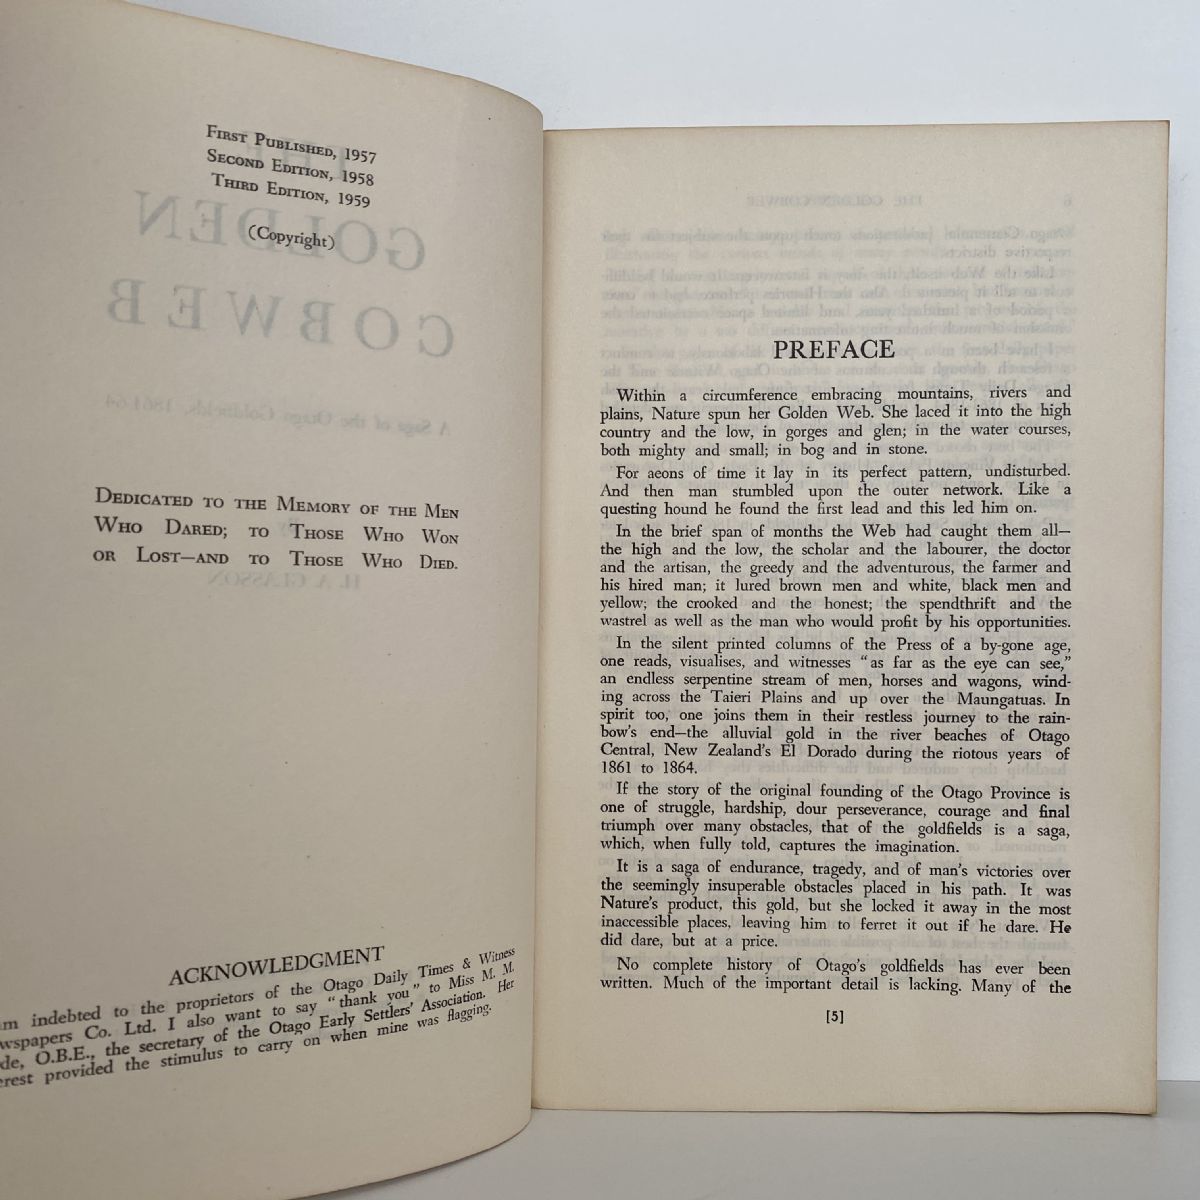 First Published, 1957
Second Edition, 1958
Third Edition, 1959
(Copyright)
Dedicated to the Memory of the Men
Who Dared; to Those Who Won
or Lost—and to Those Who Died.
ACKNOWLEDGMENT
indebted to the proprietors of the Otago Daily Times & Witness
Co. Ltd. I also want to say "thank you" to Miss M. M.
O.B.E., the secretary of the Otago Early Settlers' Association. Her
provided the stimulus to carry on when mine was flagging.
PREFACE
Within a circumference embracing mountains, rivers and
plains, Nature spun her Golden Web. She laced it into the high
country and the low, in gorges and glen; in the water courses,
both mighty and small; in bog and in stone.
For aeons of time it lay in its perfect pattern, undisturbed.
And then man stumbled upon the outer network. Like a
questing hound he found the first lead and this led him on.
In the brief span of months the Web had caught them all—
the high and the low, the scholar and the labourer, the doctor
and the artisan, the greedy and the adventurous, the farmer and
his hired man; it lured brown men and white, black men and
yellow; the crooked and the honest; the spendthrift and the
wastrel as well as the man who would profit by his opportunities.
In the silent printed columns of the Press of a by-gone age,
one reads, visualises, and witnesses "as far as the eye can see,"
an endless serpentine stream of men, horses and wagons, wind-
ing across the Taieri Plains and up over the Maungatuas. In
spirit too, one joins them in their restless journey to the rain-
bow's end—the alluvial gold in the river beaches of Otago
Central, New Zealand's El Dorado during the riotous years of
1861 to 1864.
If the story of the original founding of the Otago Province is
one of struggle, hardship, dour perseverance, courage and final
triumph over many obstacles, that of the goldfields is a saga,
which, when fully told, captures the imagination.
It is a saga of endurance, tragedy, and of man's victories over
the seemingly insuperable obstacles placed in his path. It was
Nature's product, this gold, but she locked it away in the most
inaccessible places, leaving him to ferret it out if he dare. He
did dare, but at a price.
No complete history of Otago's goldfields has ever been
written. Much of the important detail is lacking. Many of the
[5]